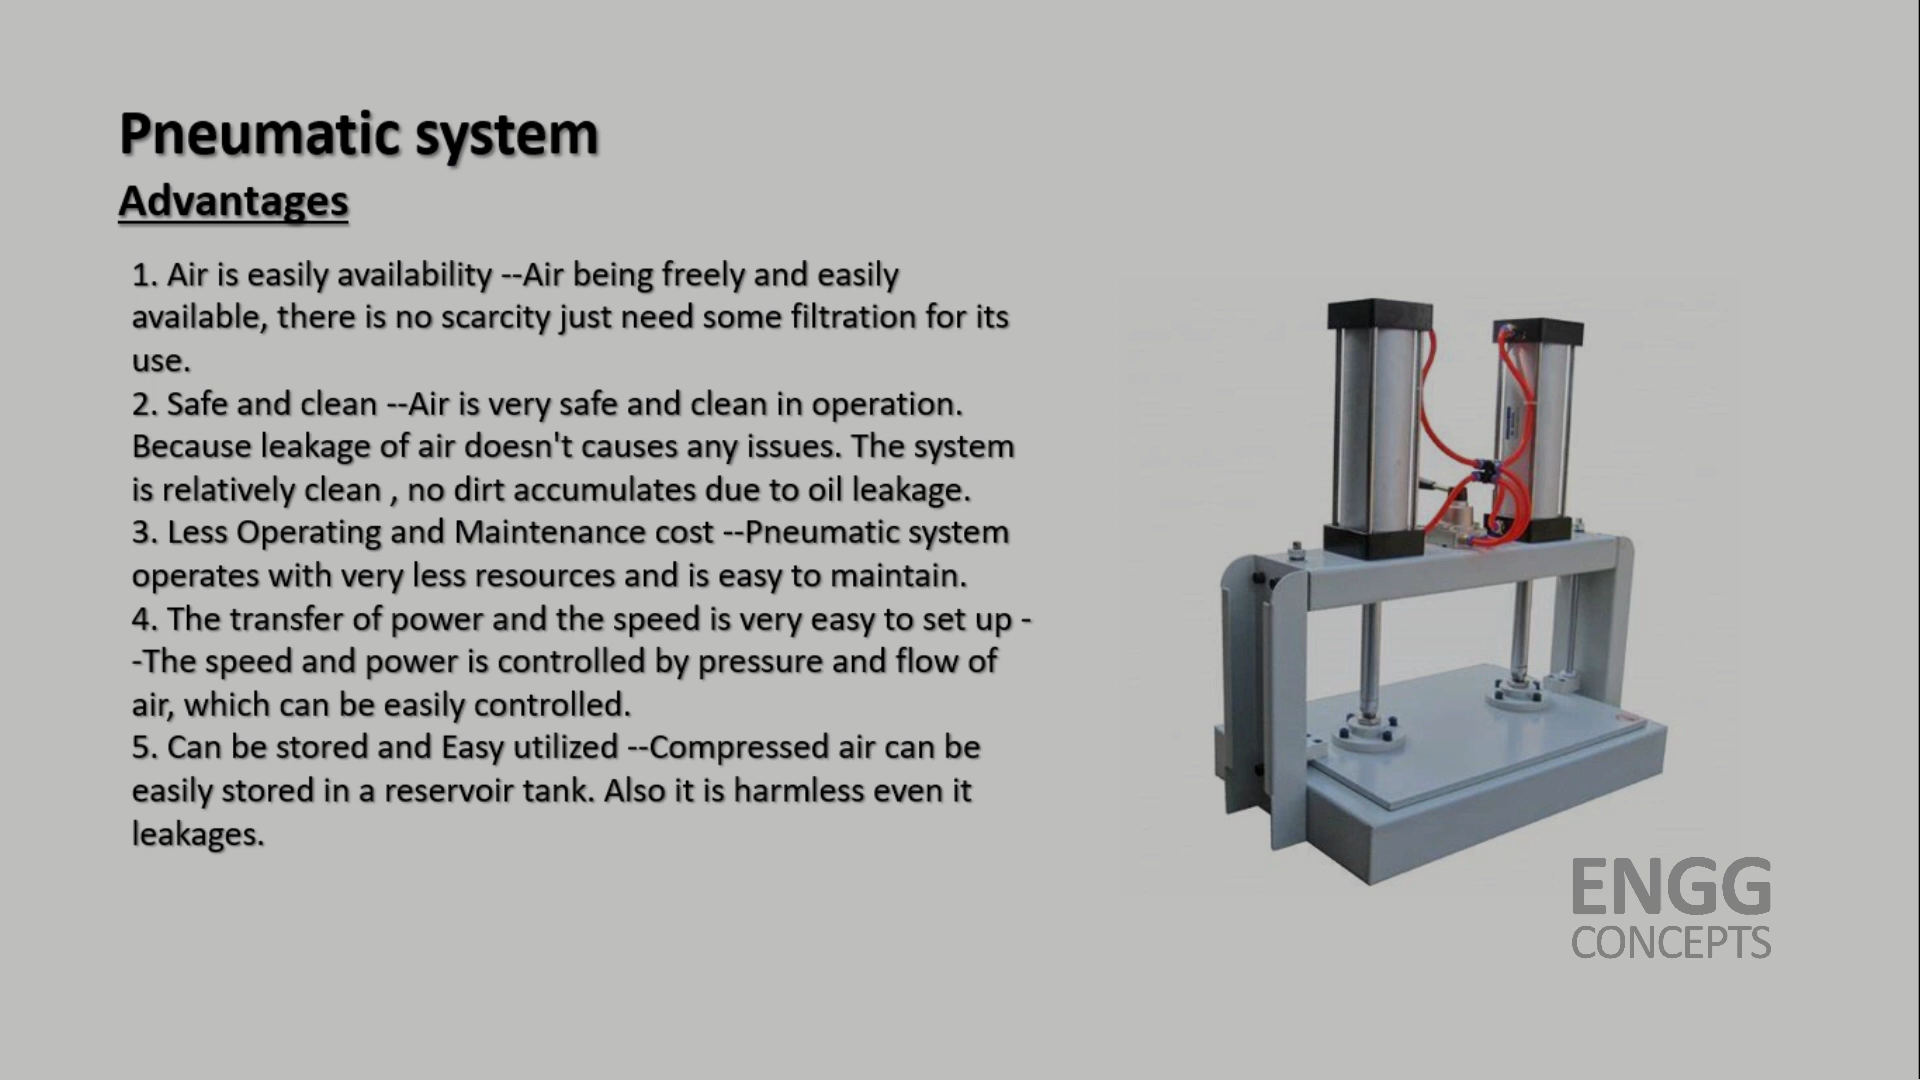 Pneumatic system
Advantages
1. Air is easily availability --Air being freely and easily
available, there is no scarcity just need some filtration for its
use.
2. Safe and clean --Air is very safe and clean in operation.
Because leakage of air doesn't causes any issues. The system
is relatively clean , no dirt accumulates due to oil leakage.
3. Less Operating and Maintenance cost --Pneumatic system
operates with very less resources and is easy to maintain.
4. The transfer of power and the speed is very easy to set up -
-The speed and power is controlled by pressure and flow of
air, which can be easily controlled.
5. Can be stored and Easy utilized --Compressed air can be
easily stored in a reservoir tank. Also it is harmless even it
leakages.
ENGG
CONCEPTS